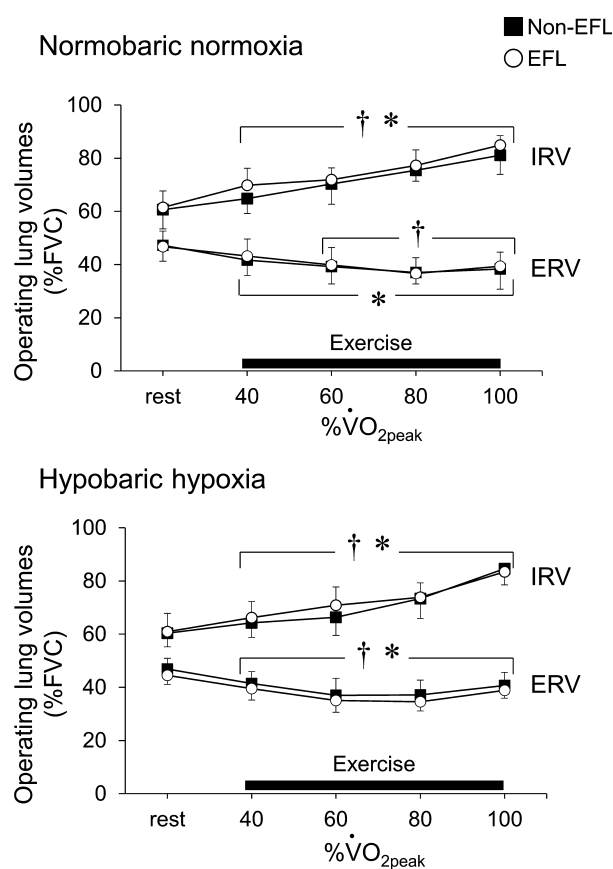 Non-EFL
EFL
Normobaric normoxia
Operating lung volumes
(%FVC)
100
80
60
40
20
0
† *
IRV
†
ERV
*
Exercise
rest 40 60 80 100
%V̇O2peak
Hypobaric hypoxia
Operating lung volumes
(%FVC)
100
80
60
40
20
0
† *
IRV
† *
ERV
Exercise
rest 40 60 80 100
%V̇O2peak